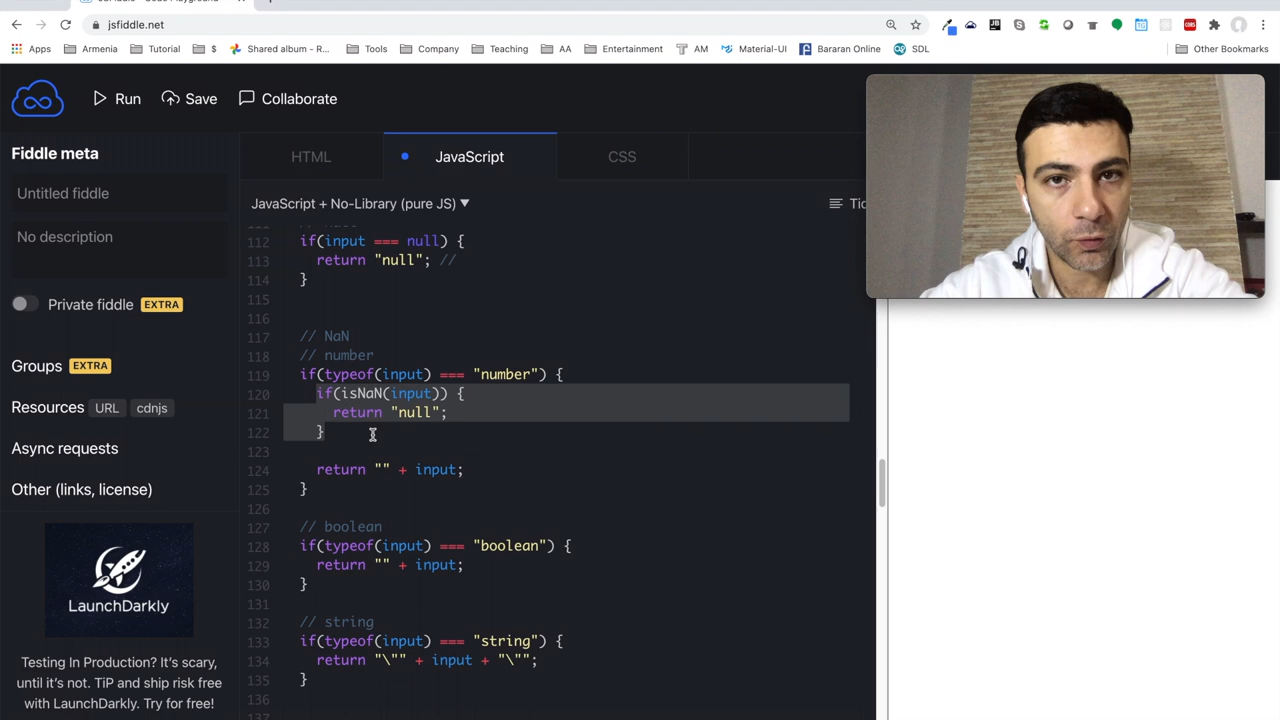 jsfiddle.net
Apps
Armenia
Tutorial
$
Shared album - R...
Tools
Company
Teaching
AA
Entertainment
AM
Material-UI
Bararan Online
SDL
Other Bookmarks
Run
Save
Collaborate
Fiddle meta
HTML
JavaScript
CSS
Untitled fiddle
JavaScript + No-Library (pure JS) ▼
No description
Private fiddle EXTRA
Groups EXTRA
Resources URL cdnjs
Async requests
Other (links, license)
LaunchDarkly
Testing In Production? It's scary,
until it's not. TiP and ship risk free
with LaunchDarkly. Try for free!
112 if(input === null) {
113 return "null"; //
114 }
115
116
117 // NaN
118 // number
119 if(typeof(input) === "number") {
120 if(isNaN(input)) {
121 return "null";
122 }
123
124 return "" + input;
125 }
126
127 // boolean
128 if(typeof(input) === "boolean") {
129 return "" + input;
130 }
131
132 // string
133 if(typeof(input) === "string") {
134 return "\"" + input + "\"";
135 }
136